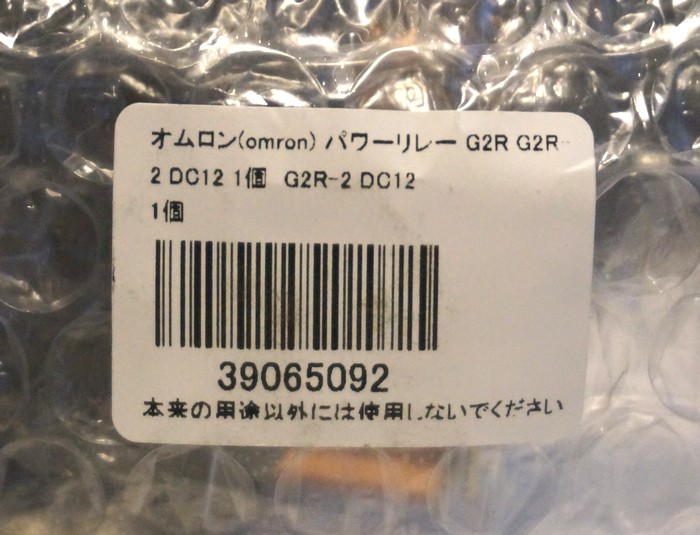 オムロン(omron) パワーリレー G2R G2R-
2 DC12 1個 G2R-2 DC12
1個
39065092
本来の用途以外には使用しないでください